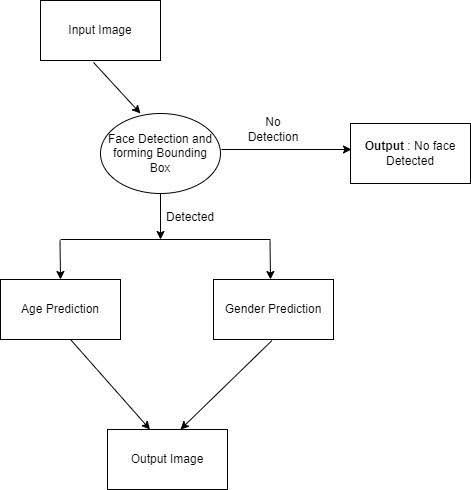 Input Image
Face Detection and
forming Bounding
Box
No
Detection
Output : No face
Detected
Detected
Age Prediction
Gender Prediction
Output Image